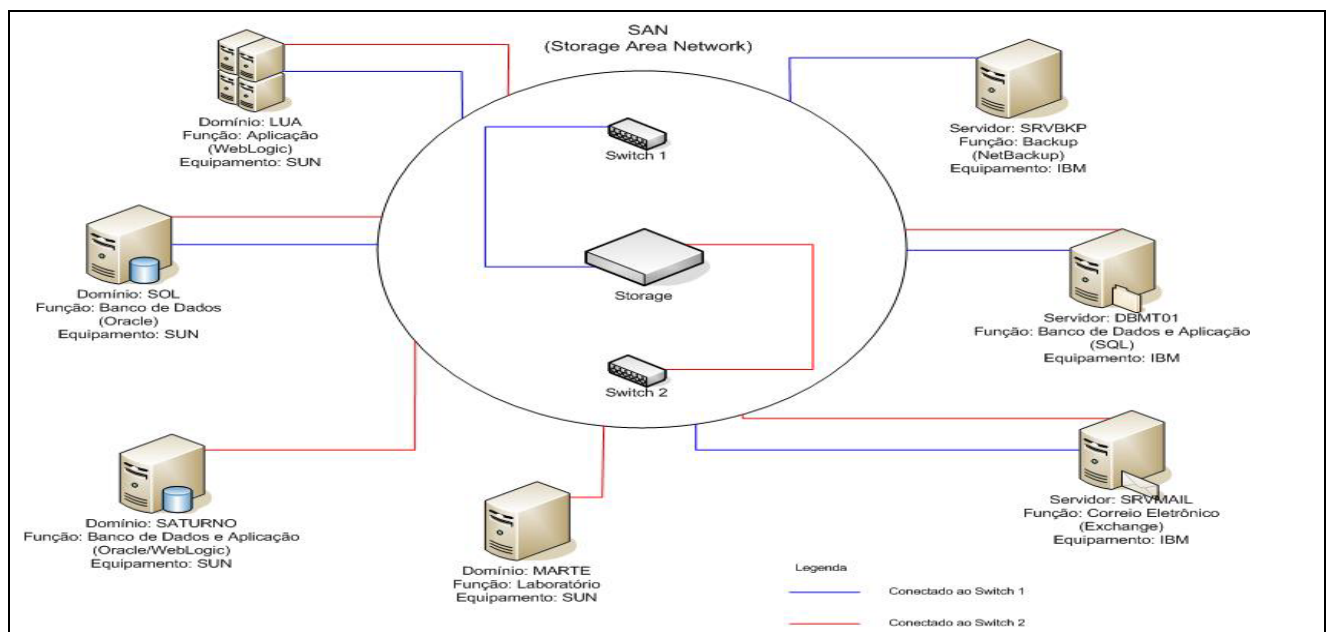 SAN
(Storage Area Network)
Domínio: LUA
Função: Aplicação
(WebLogic)
Equipamento: SUN
Switch 1
Servidor: SRVBKP
Função: Backup
(NetBackup)
Equipamento: IBM
Domínio: SOL
Função: Banco de Dados
(Oracle)
Equipamento: SUN
Storage
Servidor: DBMT01
Função: Banco de Dados e Aplicação
(SQL)
Equipamento: IBM
Switch 2
Domínio: SATURNO
Função: Banco de Dados e Aplicação
(Oracle/WebLogic)
Equipamento: SUN
Domínio: MARTE
Função: Laboratório
Equipamento: SUN
Servidor: SRVMAIL
Função: Correio Eletrônico
(Exchange)
Equipamento: IBM
Legenda
Conectado ao Switch 1
Conectado ao Switch 2